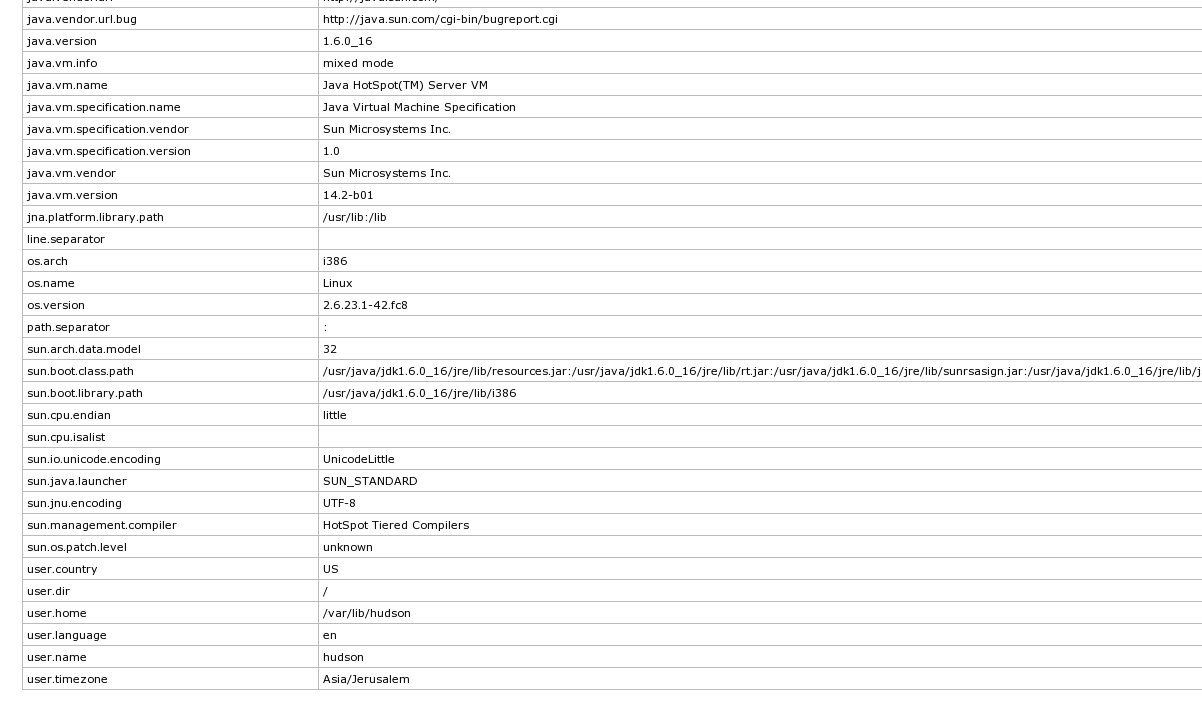 java.vendor.url.bug http://java.sun.com/cgi-bin/bugreport.cgi
java.version 1.6.0_16
java.vm.info mixed mode
java.vm.name Java HotSpot(TM) Server VM
java.vm.specification.name Java Virtual Machine Specification
java.vm.specification.vendor Sun Microsystems Inc.
java.vm.specification.version 1.0
java.vm.vendor Sun Microsystems Inc.
java.vm.version 14.2-b01
jna.platform.library.path /usr/lib:/lib
line.separator
os.arch i386
os.name Linux
os.version 2.6.23.1-42.fc8
path.separator :
sun.arch.data.model 32
sun.boot.class.path /usr/java/jdk1.6.0_16/jre/lib/resources.jar:/usr/java/jdk1.6.0_16/jre/lib/rt.jar:/usr/java/jdk1.6.0_16/jre/lib/sunrsasign.jar:/usr/java/jdk1.6.0_16/jre/lib/j
sun.boot.library.path /usr/java/jdk1.6.0_16/jre/lib/i386
sun.cpu.endian little
sun.cpu.isalist
sun.io.unicode.encoding UnicodeLittle
sun.java.launcher SUN_STANDARD
sun.jnu.encoding UTF-8
sun.management.compiler HotSpot Tiered Compilers
sun.os.patch.level unknown
user.country US
user.dir /
user.home /var/lib/hudson
user.language en
user.name hudson
user.timezone Asia/Jerusalem